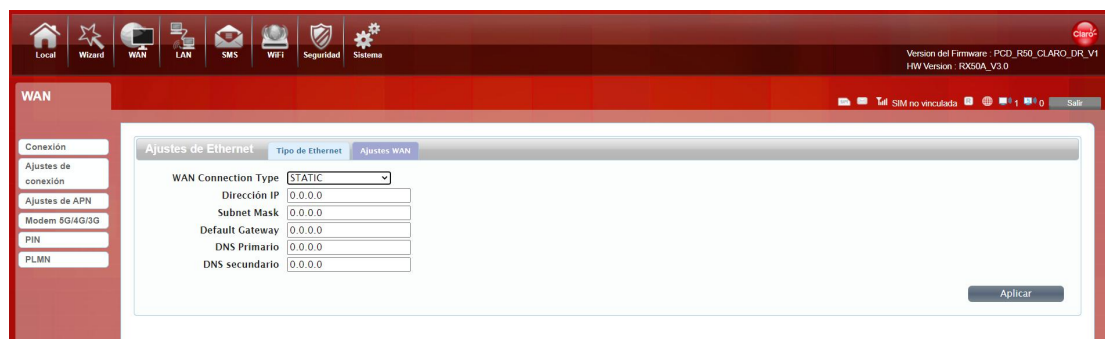 Local Wizard WAN LAN SMS WiFi Seguridad Sistema
Claro
Version del Firmware : PCD_R50_CLARO_DR_V1
HW Version : RX50A_V3.0
WAN
SIM no vinculada 1 0 Salir
Conexión
Ajustes de
conexión
Ajustes de APN
Modem 5G/4G/3G
PIN
PLMN
Ajustes de Ethernet Tipo de Ethernet Ajustes WAN
WAN Connection Type STATIC
Dirección IP 0.0.0.0
Subnet Mask 0.0.0.0
Default Gateway 0.0.0.0
DNS Primario 0.0.0.0
DNS secundario 0.0.0.0
Aplicar